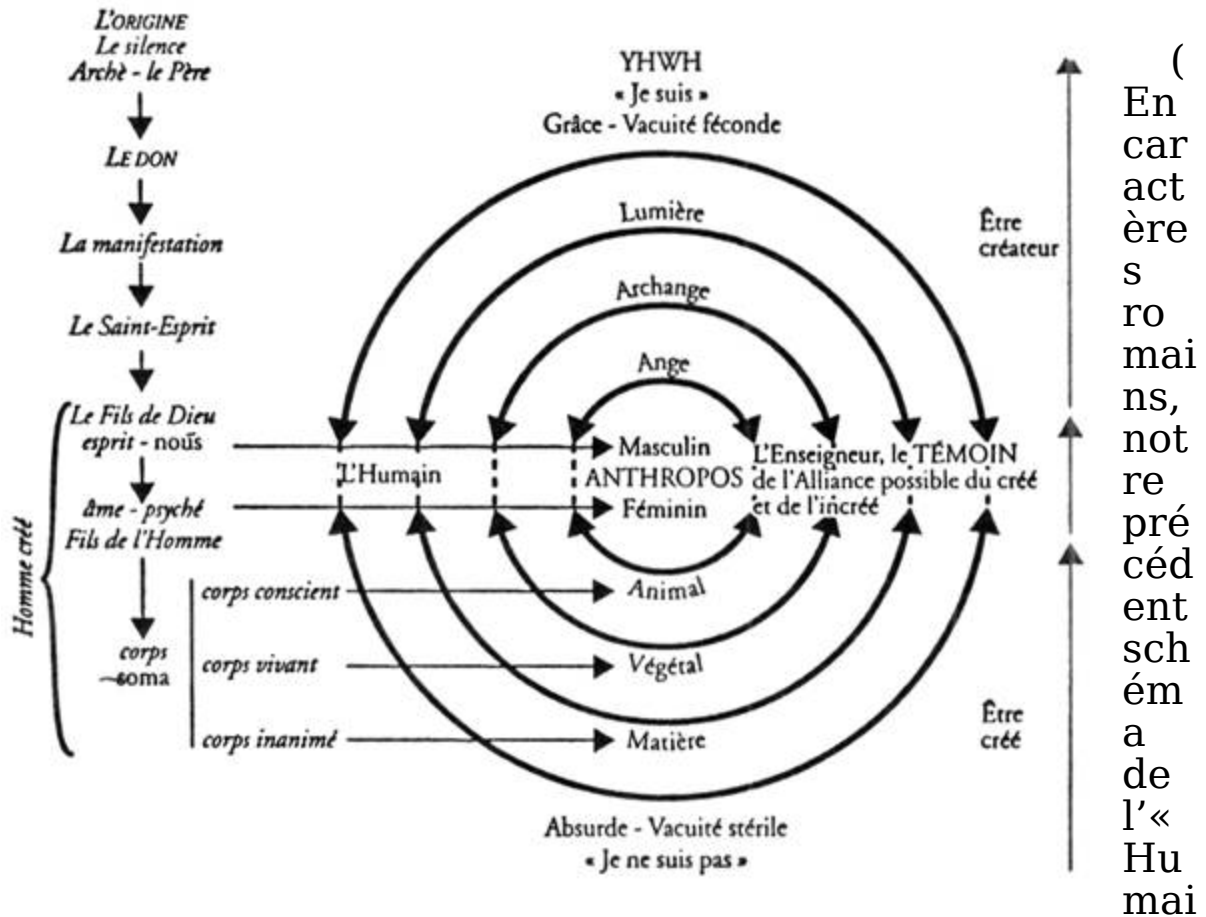 L'ORIGINE
Le silence
Archè - le Père
LE DON
La manifestation
Le Saint-Esprit
Le Fils de Dieu
esprit - noûs
âme - psyché
Fils de l'Homme
corps
soma
Homme créé
corps conscient
corps vivant
corps inanimé
YHWH
« Je suis »
Grâce - Vacuité féconde
Lumière
Archange
Ange
Masculin
L'Humain
ANTHROPOS
Féminin
L'Enseigneur, le TÉMOIN
de l'Alliance possible du créé
et de l'incréé
Animal
Végétal
Matière
Absurde - Vacuité stérile
« Je ne suis pas »
Être
créateur
Être
créé
(
En
car
act
ère
s
ro
mai
ns,
not
re
pré
céd
ent
sch
ém
a
de
l'«
Hu
mai